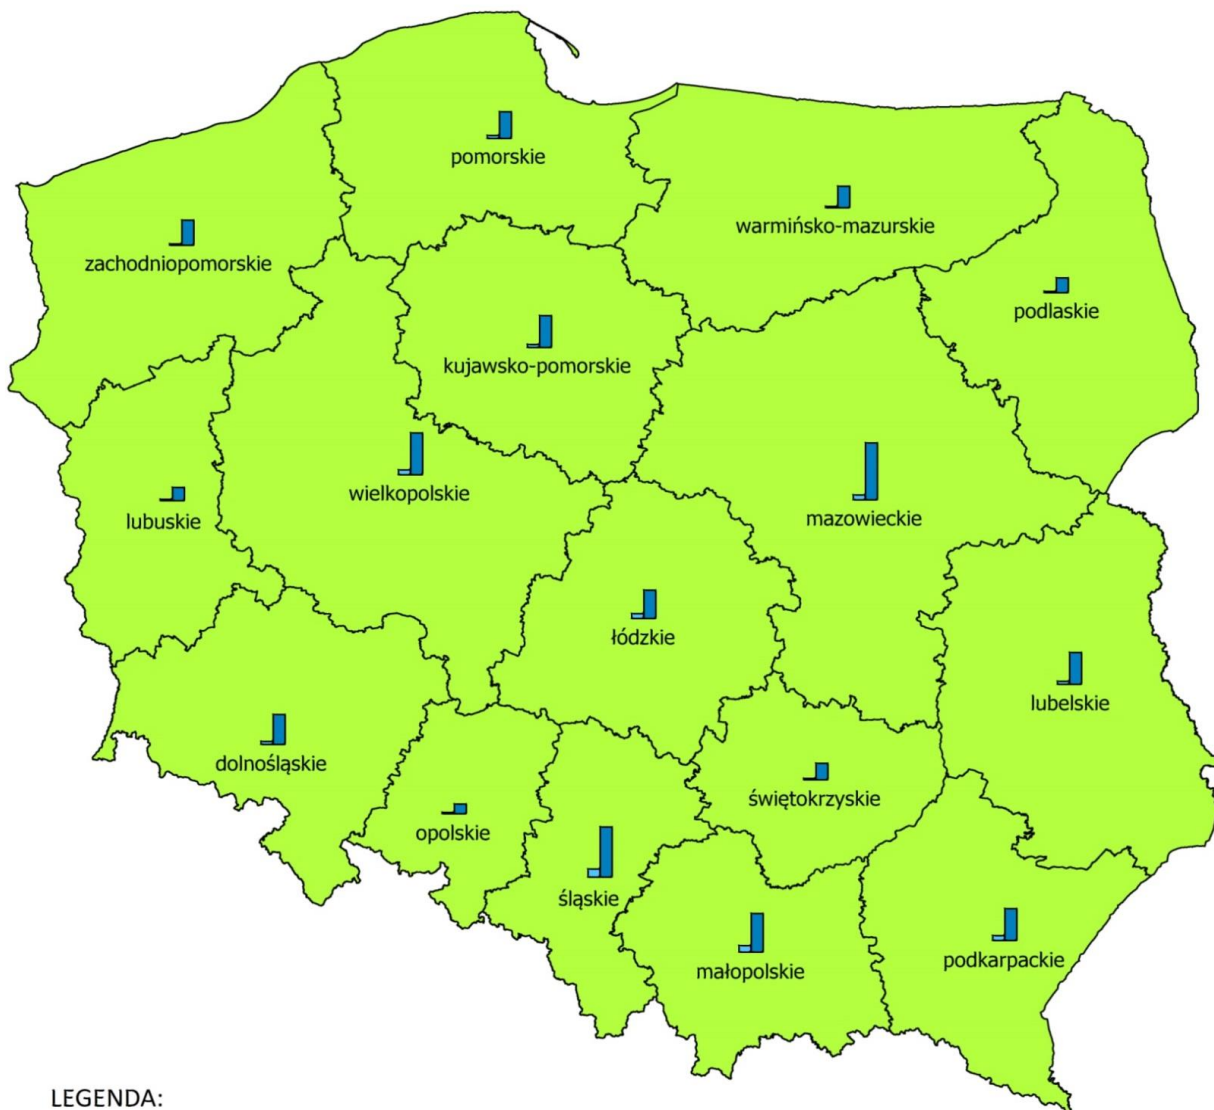 pomorskie
warmińsko-mazurskie
zachodniopomorskie
podlaskie
kujawsko-pomorskie
wielkopolskie
mazowieckie
lubuskie
łódzkie
lubelskie
dolnośląskie
świętokrzyskie
opolskie
śląskie
małopolskie
podkarpackie
LEGENDA: